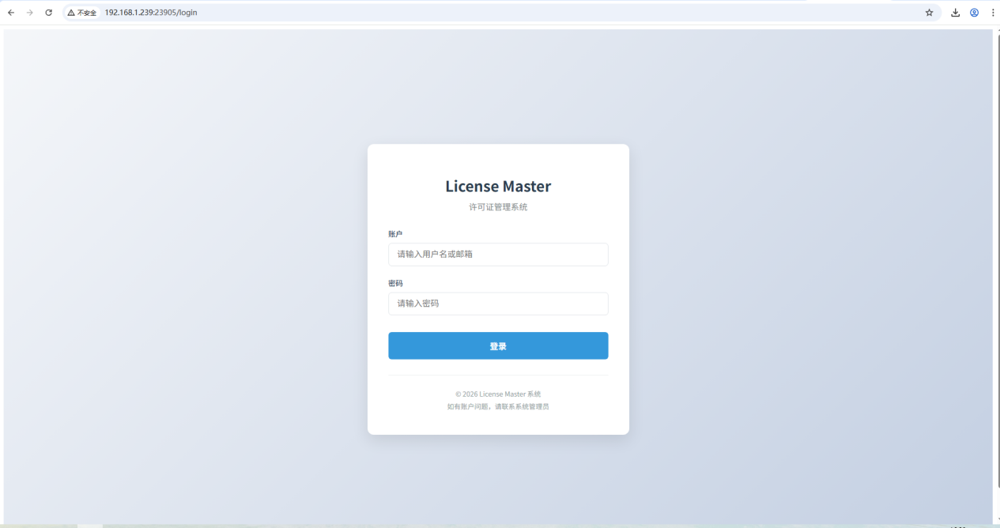 不安全 192.168.1.239:23905/login
License Master
许可证管理系统
账户
请输入用户名或邮箱
密码
请输入密码
登录
© 2026 License Master 系统
如有账户问题，请联系系统管理员